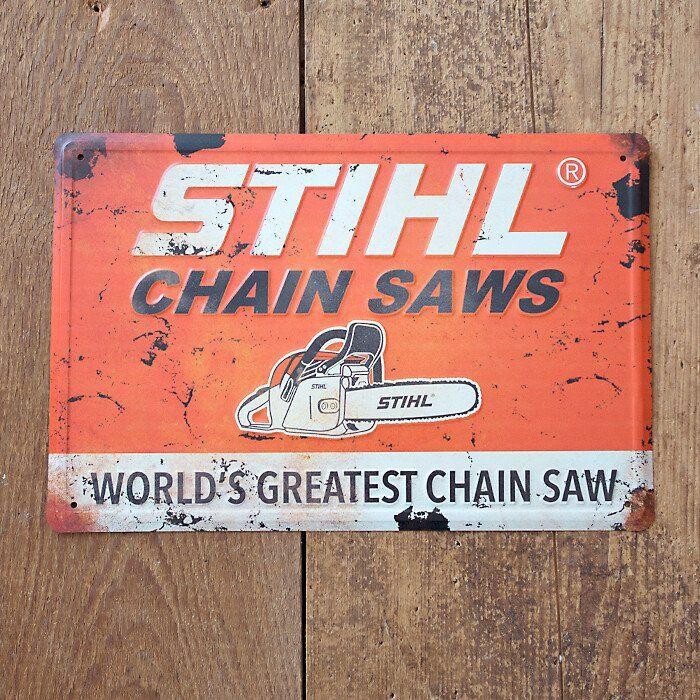 STIHL®
CHAIN SAWS
STIHL
STIHL
WORLD'S GREATEST CHAIN SAW